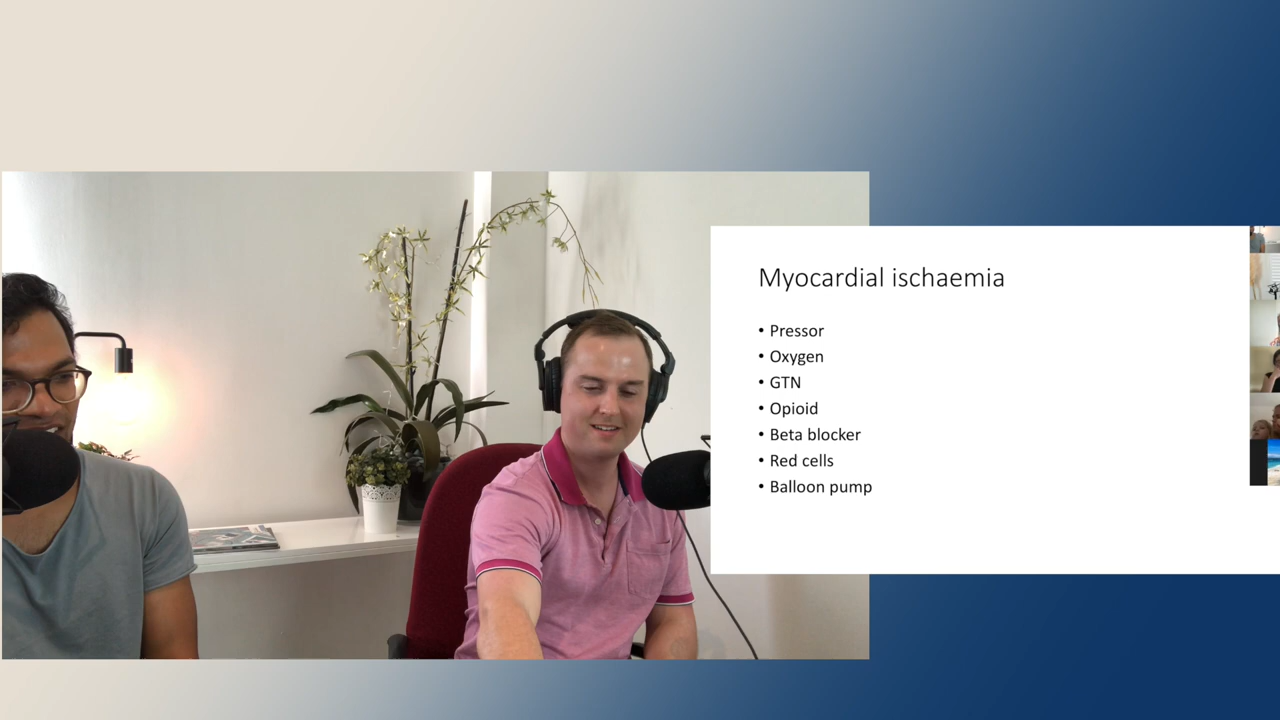 Myocardial ischaemia
• Pressor
• Oxygen
• GTN
• Opioid
• Beta blocker
• Red cells
• Balloon pump